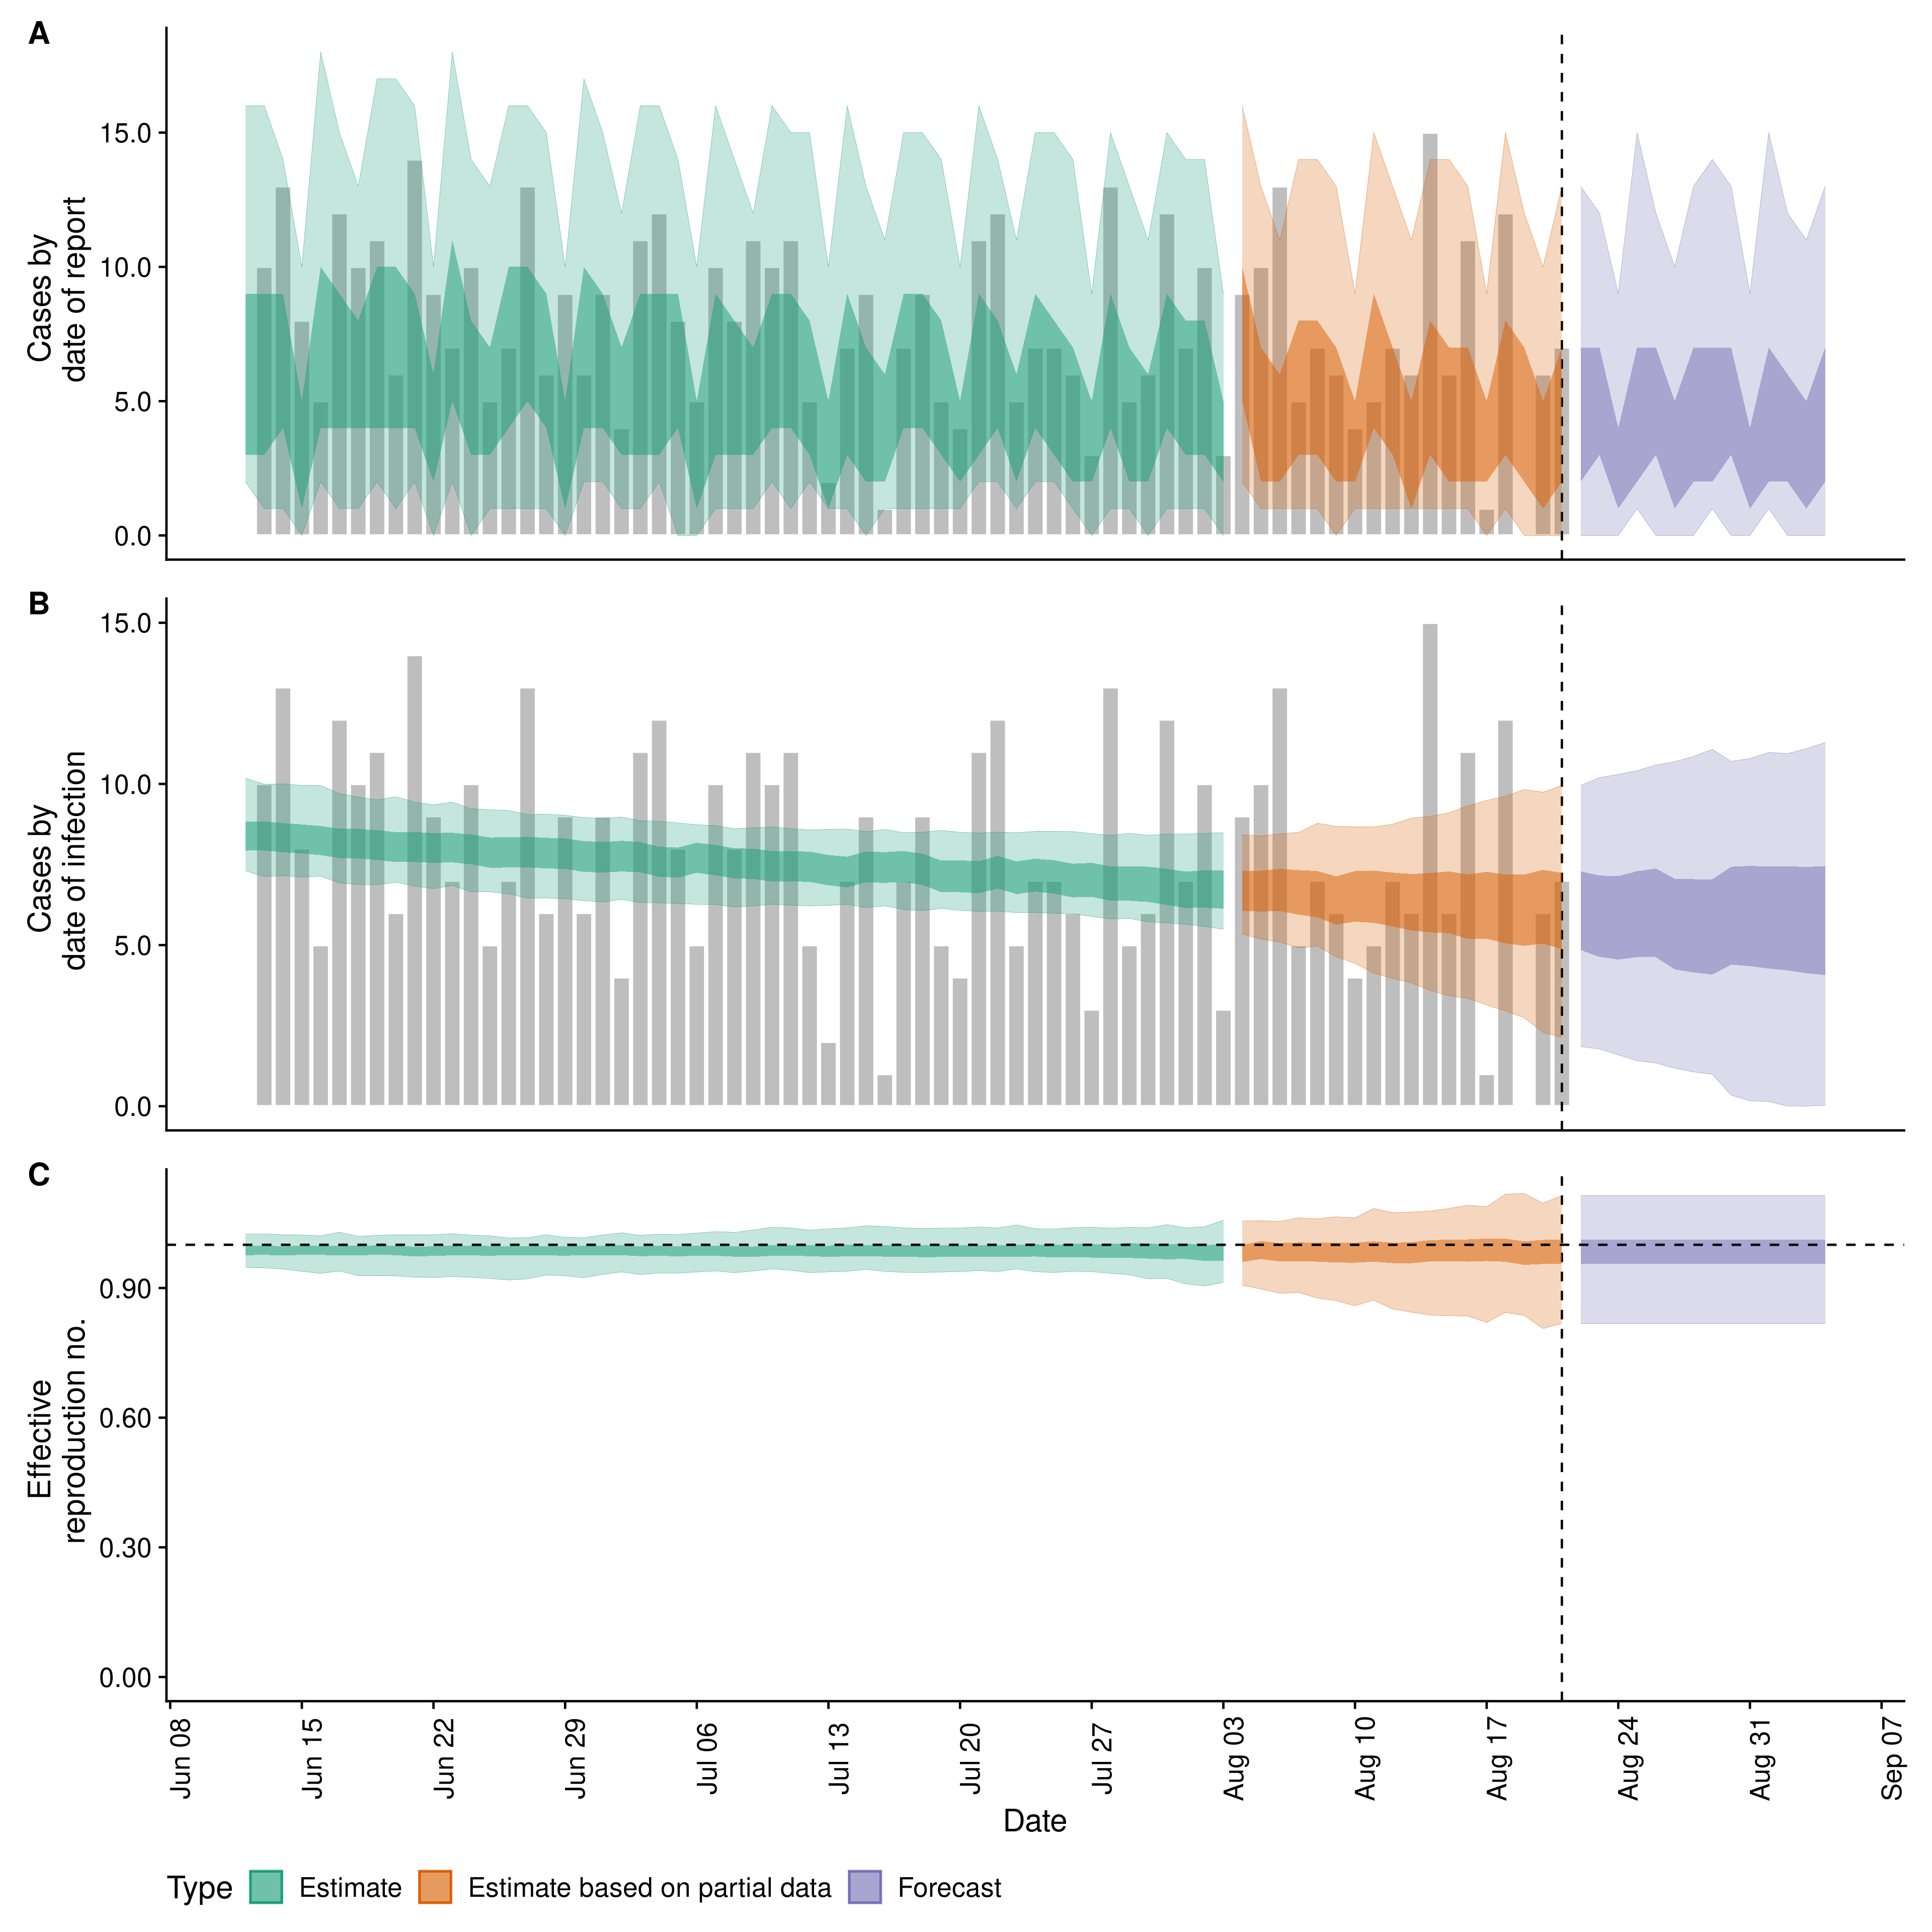 A
Cases by
date of report
15.0
10.0
5.0
0.0
B
Cases by
date of infection
15.0
10.0
5.0
0.0
C
Effective
reproduction no.
0.90
0.60
0.30
0.00
Jun 08
Jun 15
Jun 22
Jun 29
Jul 06
Jul 13
Jul 20
Jul 27
Aug 03
Aug 10
Aug 17
Aug 24
Aug 31
Sep 07
Date
Type Estimate Estimate based on partial data Forecast